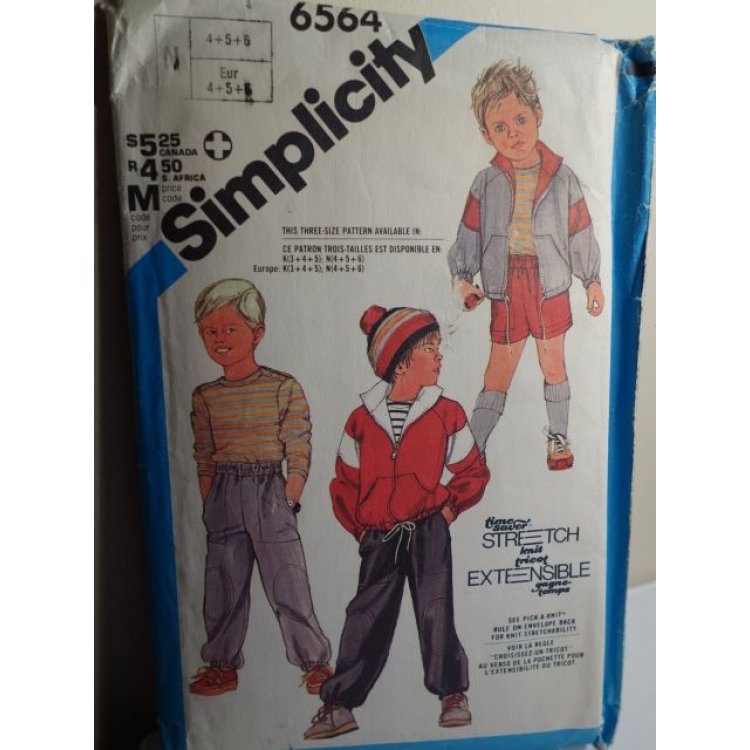 6564
Simplicity
N
4+5+6
Eur
4+5+6
$5.25 CANADA
R4.50 S. AFRICA
M price code
code
pour
prix
THIS THREE-SIZE PATTERN AVAILABLE IN:
CE PATRON TROIS-TAILLES EST DISPONIBLE EN:
K(3+4+5); N(4+5+6)
Europe: K(3+4+5); N(4+5+6)
time
saver
STRETCH
knit
tricot
EXTENSIBLE
gagne-
temps
SEE PICK-A-KNIT®
RULE ON ENVELOPE BACK
FOR KNIT STRETCHABILITY
VOIR LA REGLE
"CHOISISSEZ-UN TRICOT"
AU VERSO DE LA POCHETTE POUR
L'EXTENSIBILITE DU TRICOT.